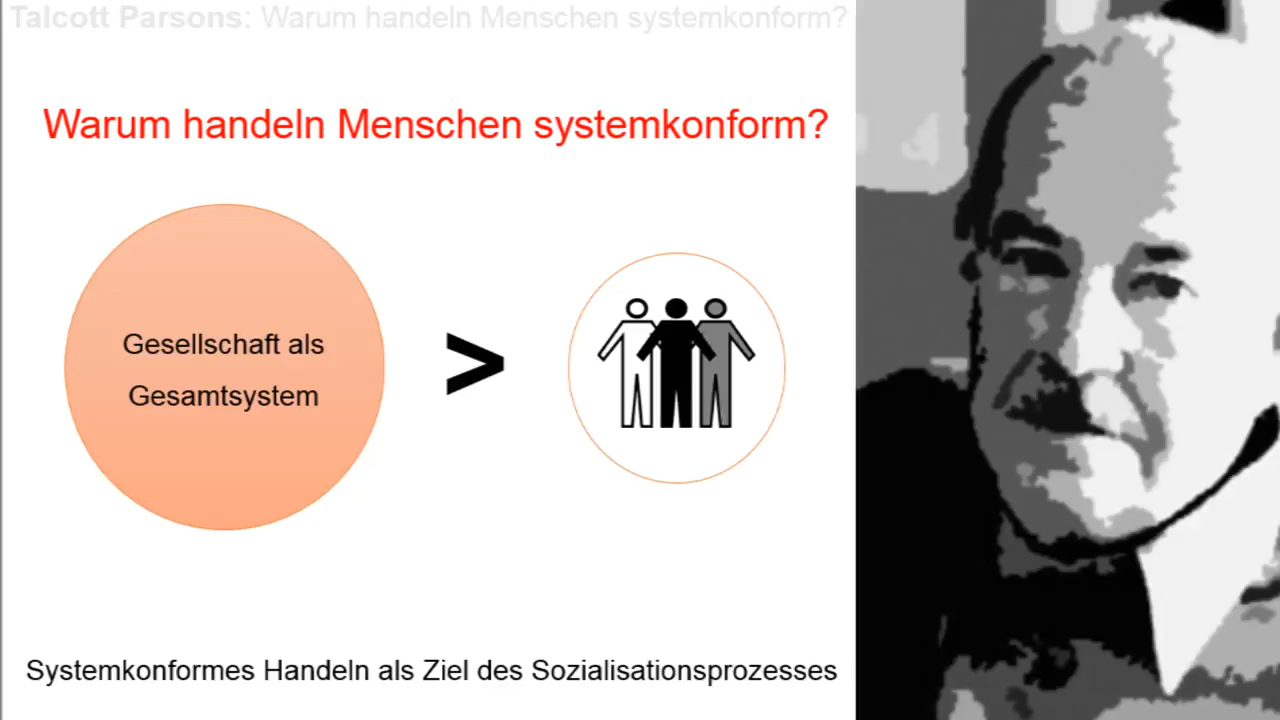 Talcott Parsons: Warum handeln Menschen systemkonform?
Warum handeln Menschen systemkonform?
Gesellschaft als
Gesamtsystem
>
Systemkonformes Handeln als Ziel des Sozialisationsprozesses